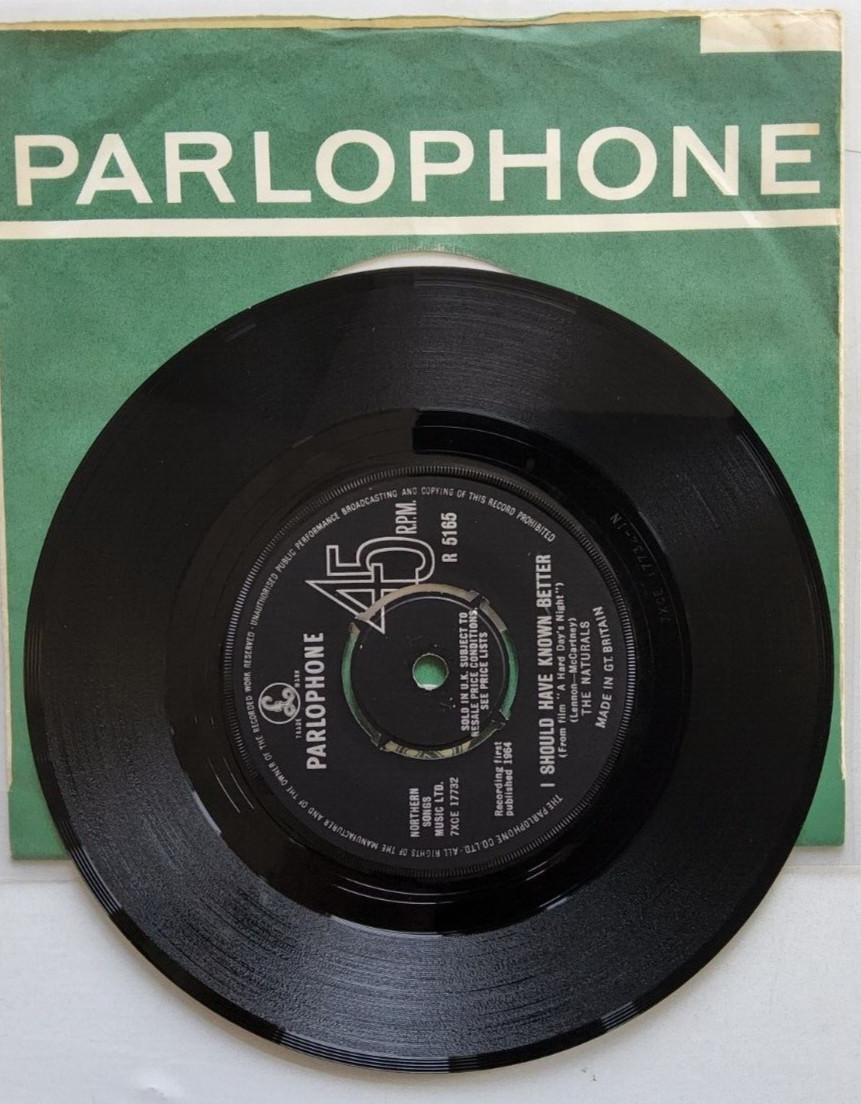 PARLOPHONE
THE PARLOPHONE CO. LTD. · ALL RIGHTS OF THE MANUFACTURER AND OF THE OWNER OF THE RECORDED WORK RESERVED · UNAUTHORISED PUBLIC PERFORMANCE BROADCASTING AND COPYING OF THIS RECORD PROHIBITED
TRADE MARK
PARLOPHONE
45 R.P.M.
NORTHERN
SONGS
MUSIC LTD.
7XCE 17732
R 5165
SOLD IN U.K. SUBJECT TO
RESALE PRICE CONDITIONS,
SEE PRICE LISTS
Recording first
published 1964
I SHOULD HAVE KNOWN BETTER
(From film "A Hard Day's Night")
(Lennon—McCartney)
THE NATURALS
MADE IN GT. BRITAIN